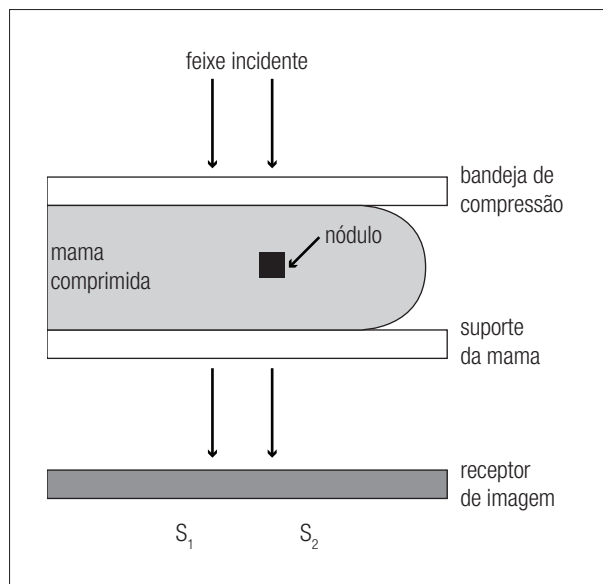 feixe incidente
bandeja de
compressão
nódulo
mama
comprimida
suporte
da mama
receptor
de imagem
S₁ S₂